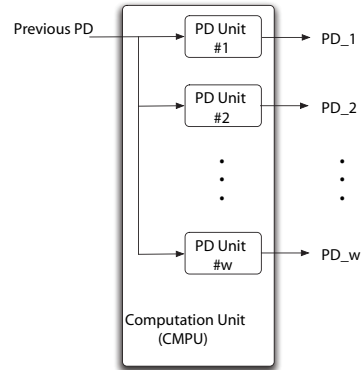 Previous PD
PD Unit
#1
PD_1
PD Unit
#2
PD_2
PD Unit
#w
PD_w
Computation Unit
(CMPU)